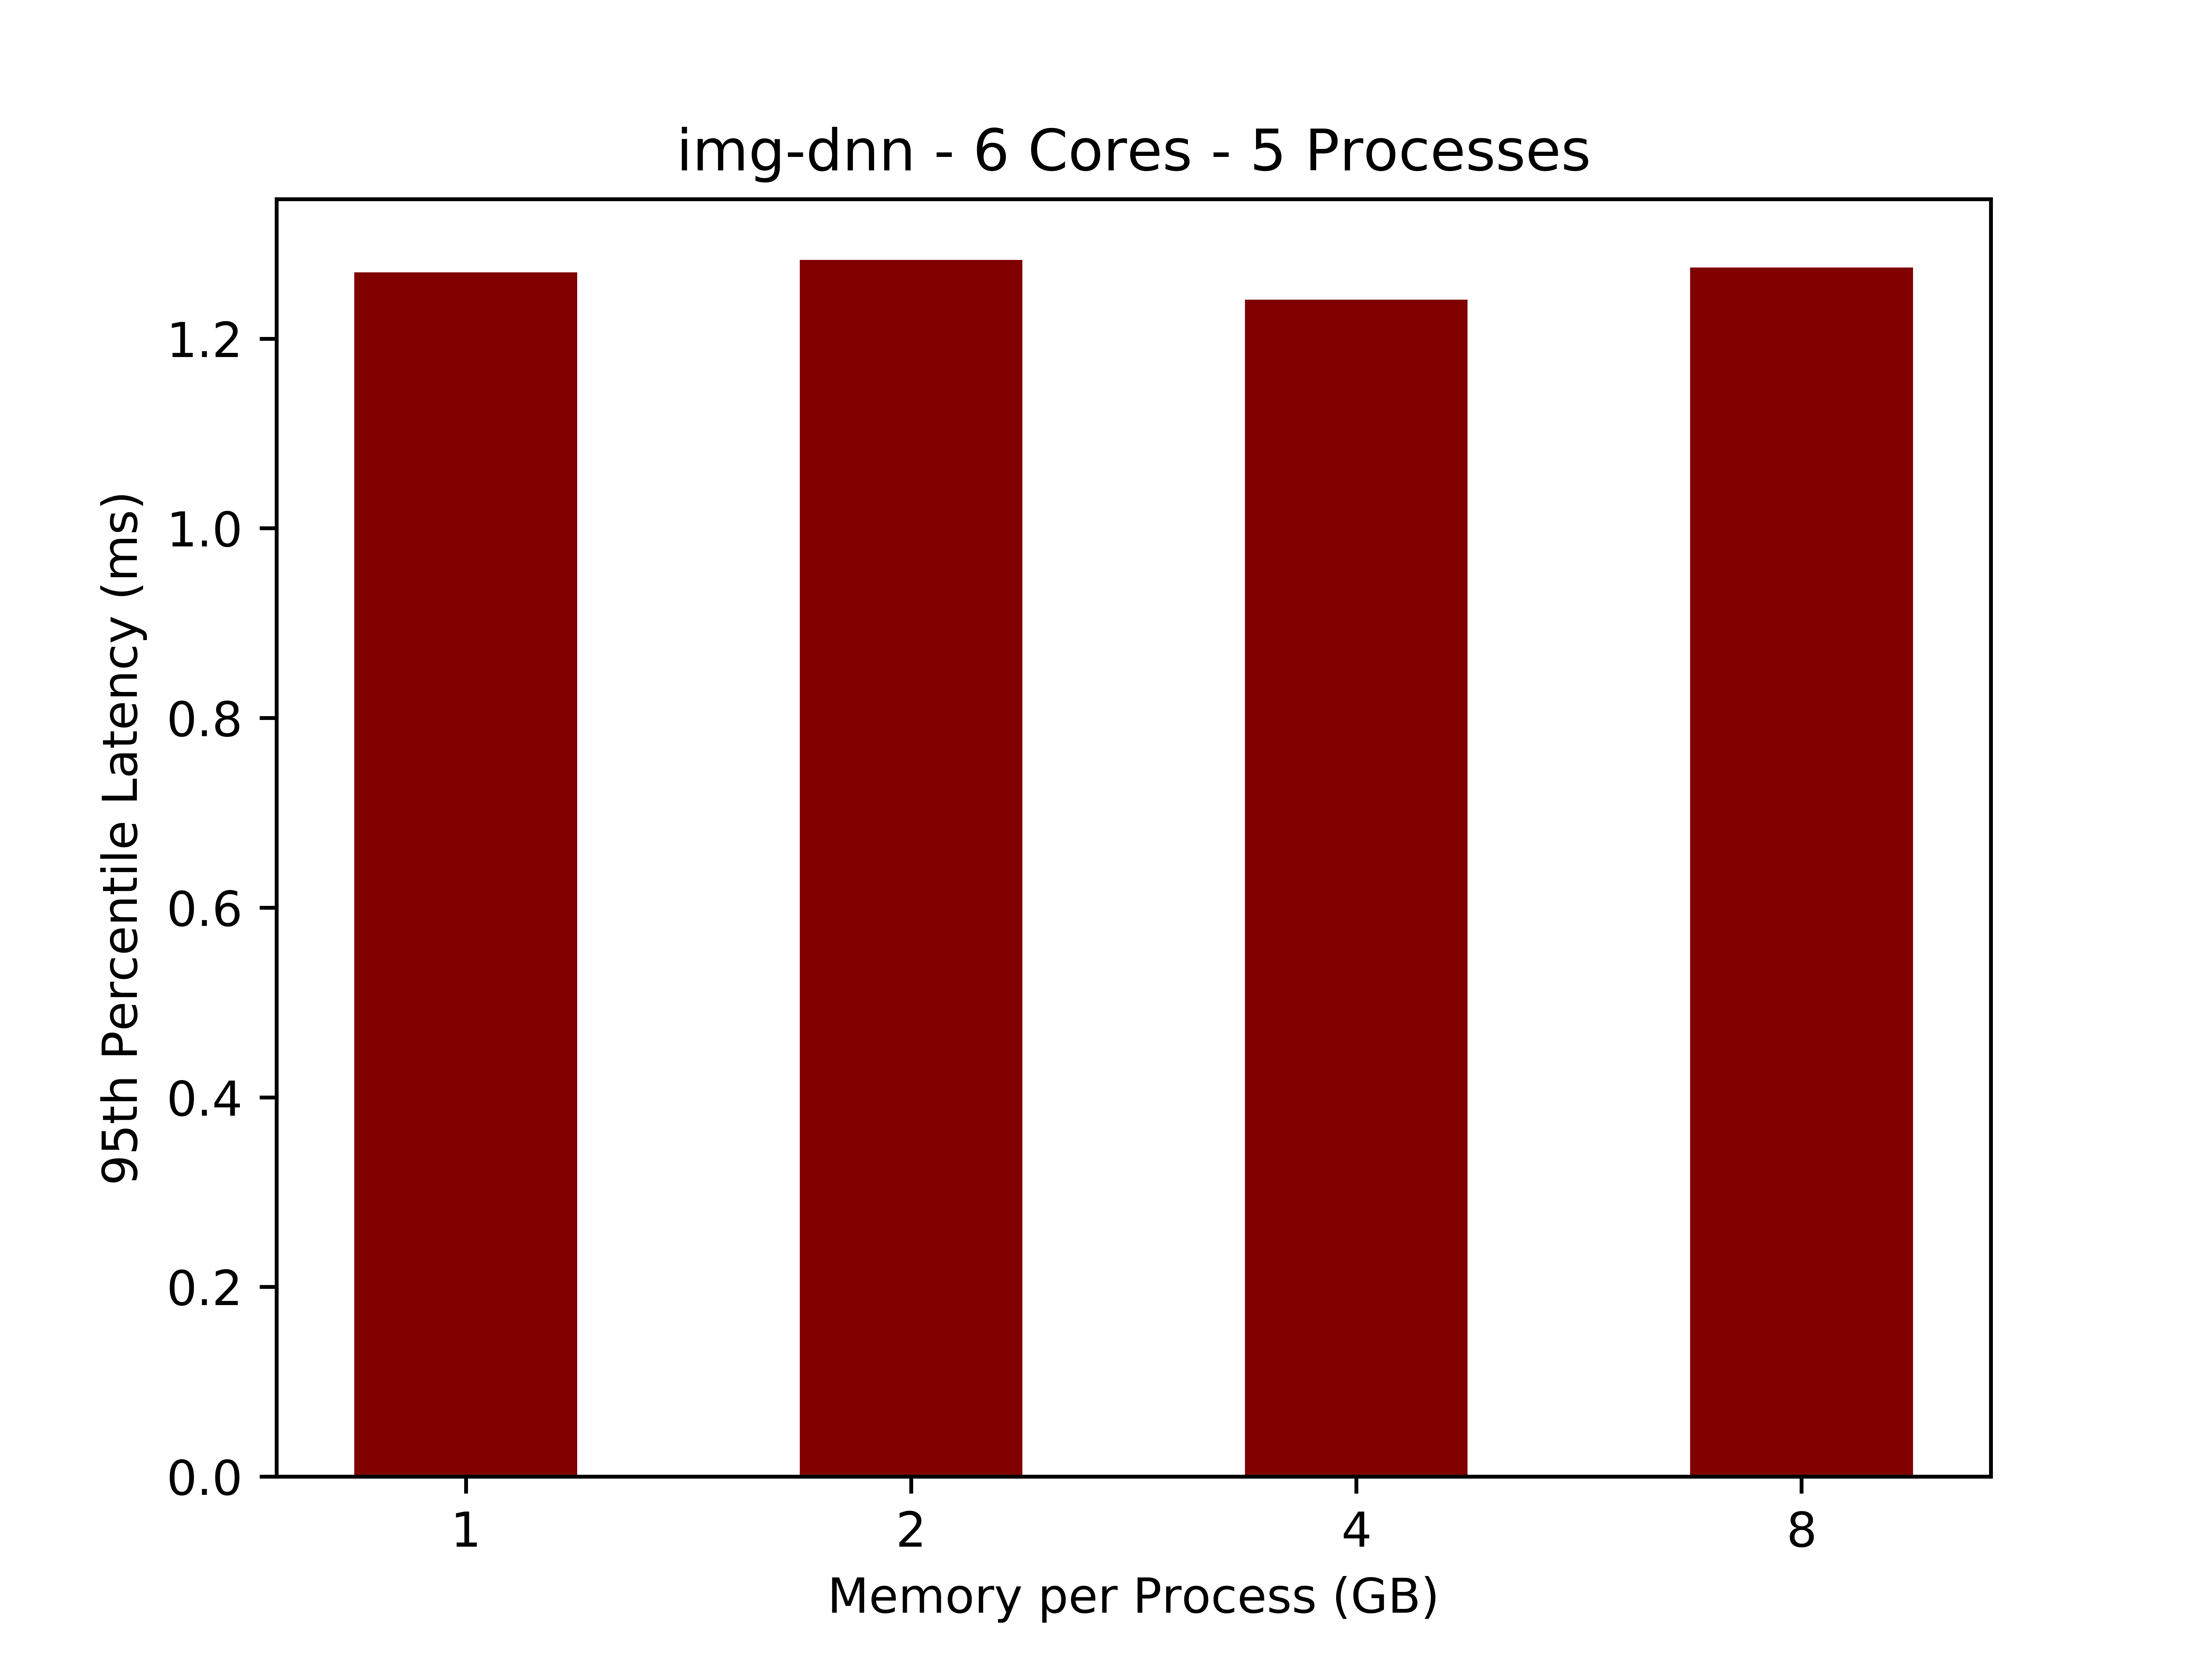 img-dnn - 6 Cores - 5 Processes
95th Percentile Latency (ms)
1.2
1.0
0.8
0.6
0.4
0.2
0.0
1 2 4 8
Memory per Process (GB)